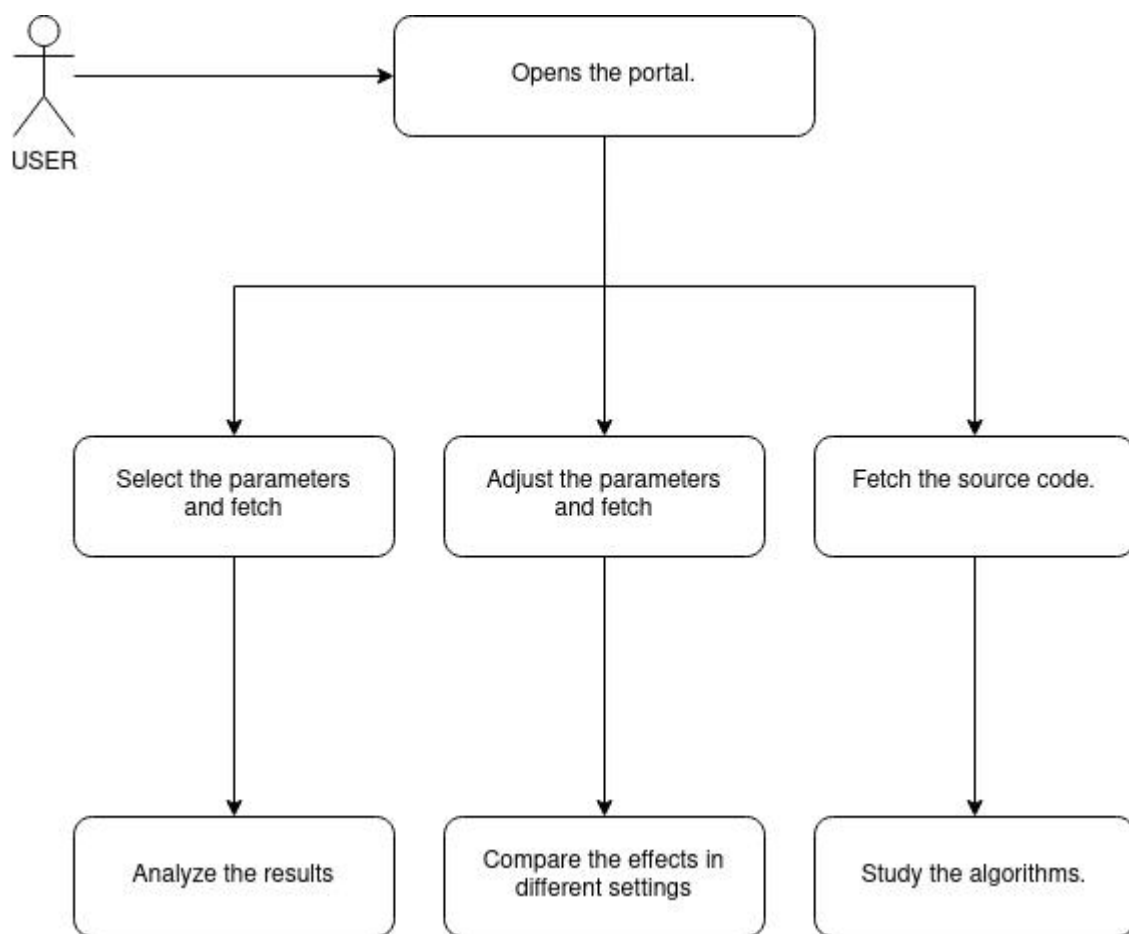 Opens the portal.
USER
Select the parameters
and fetch
Adjust the parameters
and fetch
Fetch the source code.
Analyze the results
Compare the effects in
different settings
Study the algorithms.